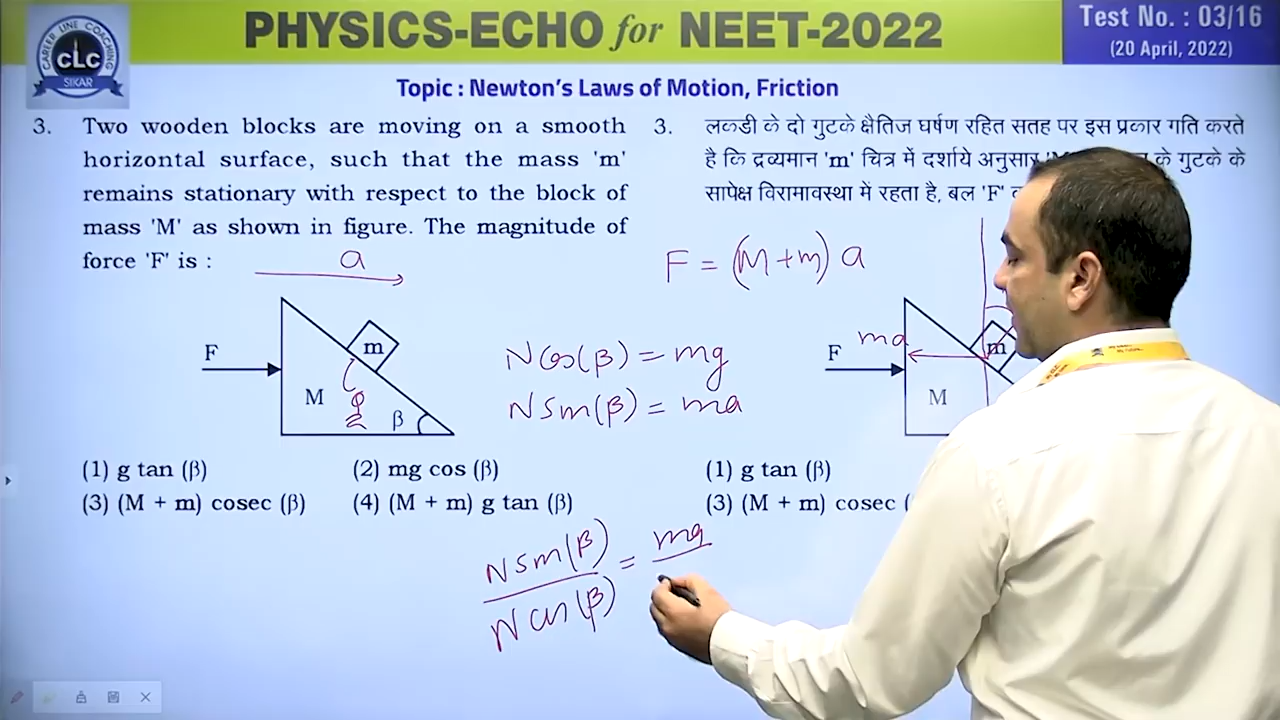 CAREER LINE COACHING
CLC
SIKAR
PHYSICS-ECHO for NEET-2022
Test No. : 03/16
(20 April, 2022)
Topic : Newton's Laws of Motion, Friction
3. Two wooden blocks are moving on a smooth
horizontal surface, such that the mass 'm'
remains stationary with respect to the block of
mass 'M' as shown in figure. The magnitude of
force 'F' is :
a
F
M
m
β
(1) g tan (β) (2) mg cos (β)
(3) (M + m) cosec (β) (4) (M + m) g tan (β)
N cos(β) = mg
N sin(β) = ma
N sin(β)
N cos(β)
= ma
3. लकडी के दो गुटके क्षैतिज घर्षण रहित सतह पर इस प्रकार गति करते
है कि द्रव्यमान 'm' चित्र में दर्शाये अनुसार के गुटके के
सापेक्ष विरामावस्था में रहता है, बल 'F'
F = (M+m) a
ma
F
M
m
(1) g tan (β)
(3) (M + m) cosec (